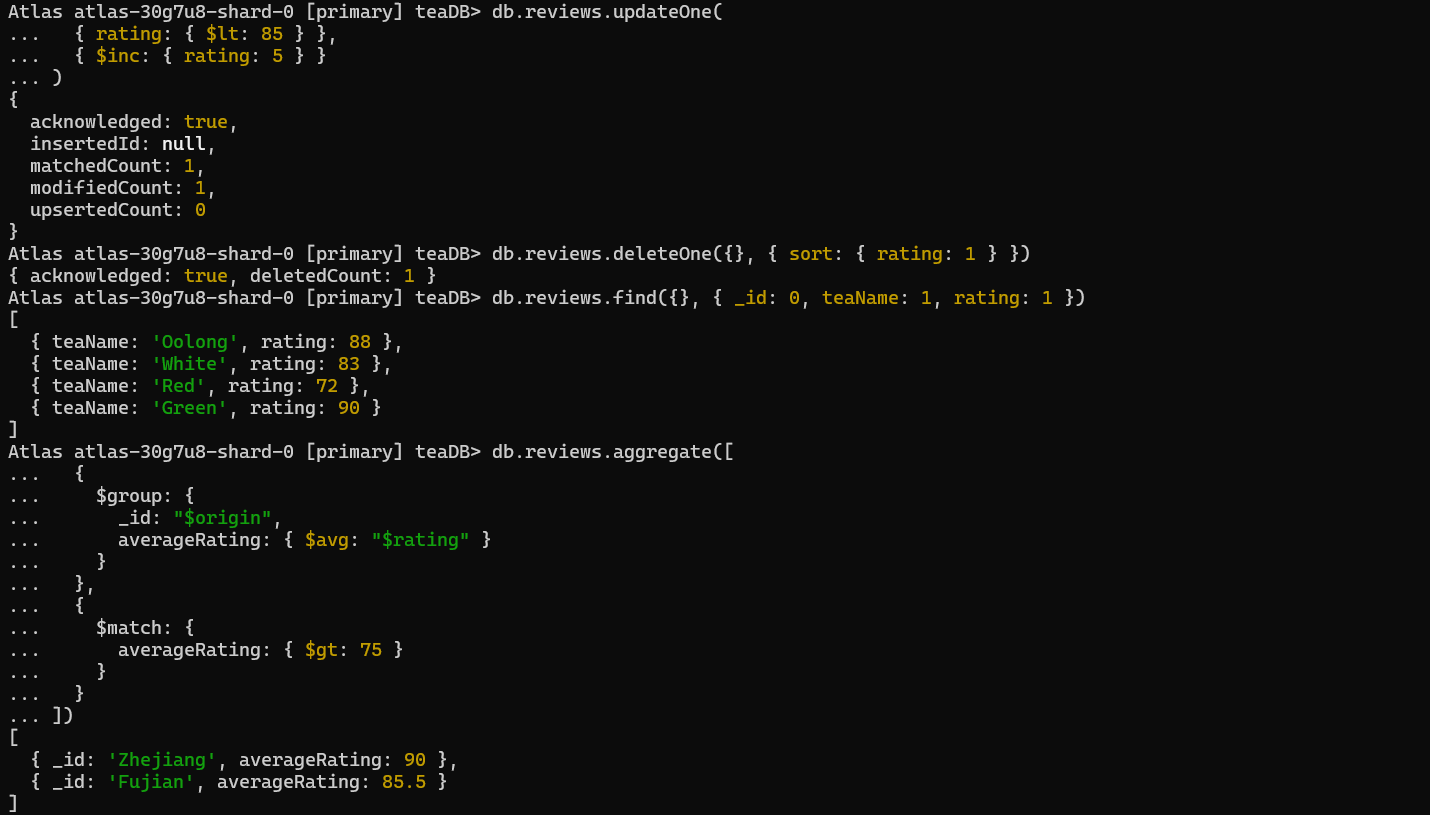 Atlas atlas-30g7u8-shard-0 [primary] teaDB> db.reviews.updateOne(
...   { rating: { $lt: 85 } },
...   { $inc: { rating: 5 } }
... )
{
  acknowledged: true,
  insertedId: null,
  matchedCount: 1,
  modifiedCount: 1,
  upsertedCount: 0
}
Atlas atlas-30g7u8-shard-0 [primary] teaDB> db.reviews.deleteOne({}, { sort: { rating: 1 } })
{ acknowledged: true, deletedCount: 1 }
Atlas atlas-30g7u8-shard-0 [primary] teaDB> db.reviews.find({}, { _id: 0, teaName: 1, rating: 1 })
[
  { teaName: 'Oolong', rating: 88 },
  { teaName: 'White', rating: 83 },
  { teaName: 'Red', rating: 72 },
  { teaName: 'Green', rating: 90 }
]
Atlas atlas-30g7u8-shard-0 [primary] teaDB> db.reviews.aggregate([
...   {
...     $group: {
...       _id: "$origin",
...       averageRating: { $avg: "$rating" }
...     }
...   },
...   {
...     $match: {
...       averageRating: { $gt: 75 }
...     }
...   }
... ])
[
  { _id: 'Zhejiang', averageRating: 90 },
  { _id: 'Fujian', averageRating: 85.5 }
]